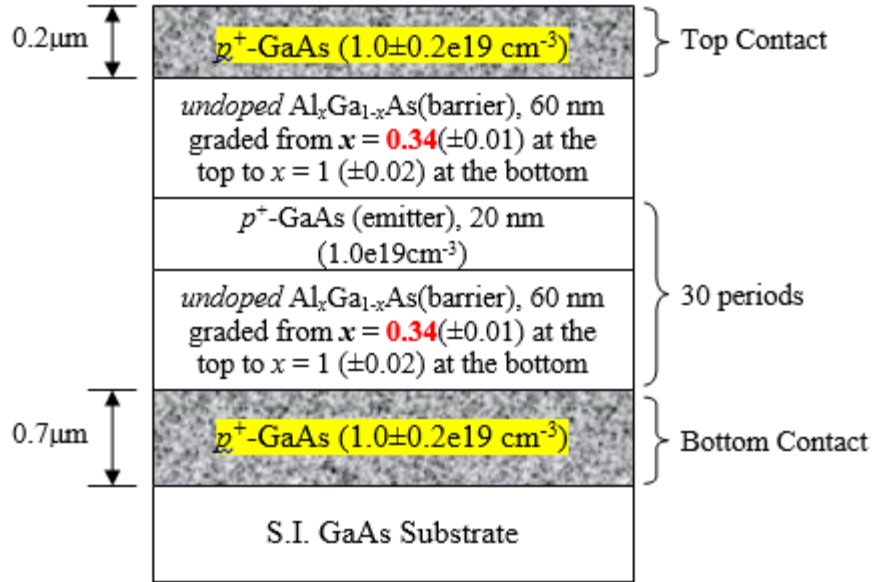 0.2μm
p⁺-GaAs (1.0±0.2e19 cm⁻³)
Top Contact
undoped AlₓGa₁₋ₓAs(barrier), 60 nm
graded from x = 0.34(±0.01) at the
top to x = 1 (±0.02) at the bottom
p⁺-GaAs (emitter), 20 nm
(1.0e19cm⁻³)
undoped AlₓGa₁₋ₓAs(barrier), 60 nm
graded from x = 0.34(±0.01) at the
top to x = 1 (±0.02) at the bottom
30 periods
0.7μm
p⁺-GaAs (1.0±0.2e19 cm⁻³)
Bottom Contact
S.I. GaAs Substrate